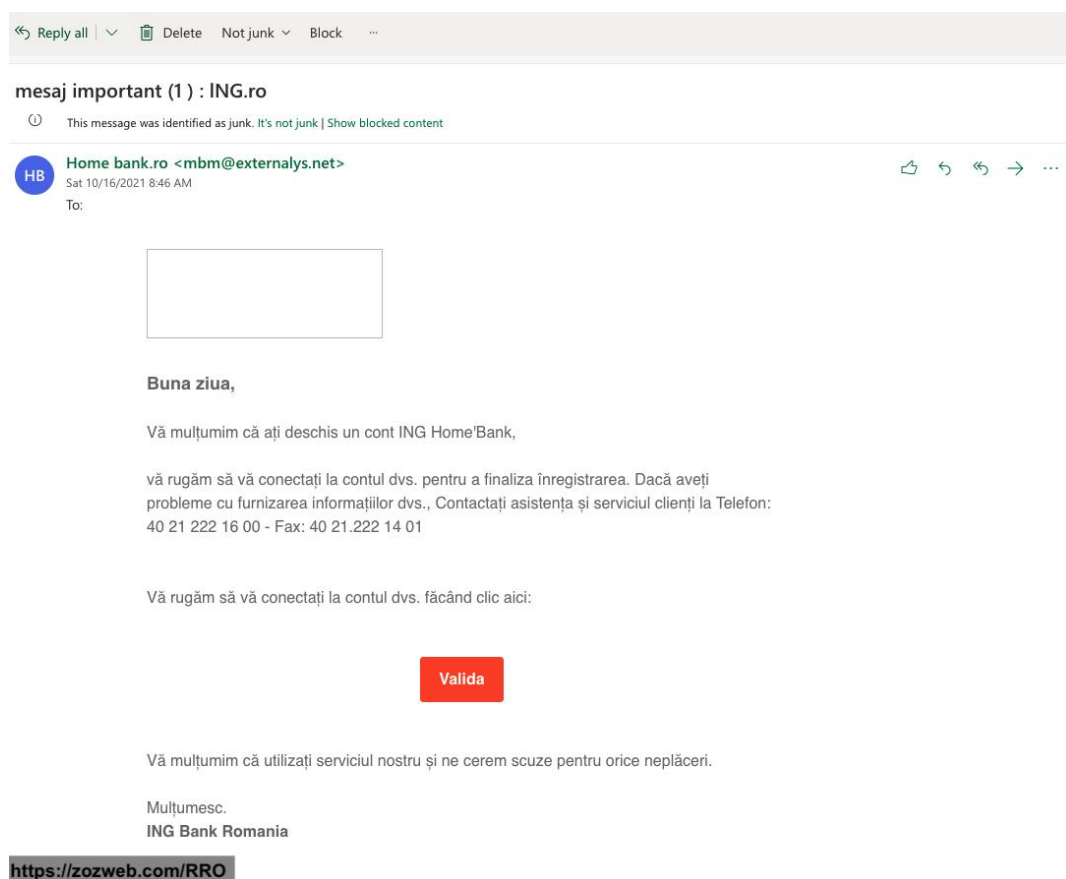 Reply all Delete Not junk Block ...
mesaj important (1 ) : lNG.ro
This message was identified as junk. It's not junk | Show blocked content
HB
Home bank.ro <mbm@externalys.net>
Sat 10/16/2021 8:46 AM
To:
Buna ziua,
Vă mulțumim că ați deschis un cont ING Home'Bank,
vă rugăm să vă conectați la contul dvs. pentru a finaliza înregistrarea. Dacă aveți
probleme cu furnizarea informațiilor dvs., Contactați asistența și serviciul clienți la Telefon:
40 21 222 16 00 - Fax: 40 21.222 14 01
Vă rugăm să vă conectați la contul dvs. făcând clic aici:
Valida
Vă mulțumim că utilizați serviciul nostru și ne cerem scuze pentru orice neplăceri.
Mulțumesc.
ING Bank Romania
https://zozweb.com/RRO